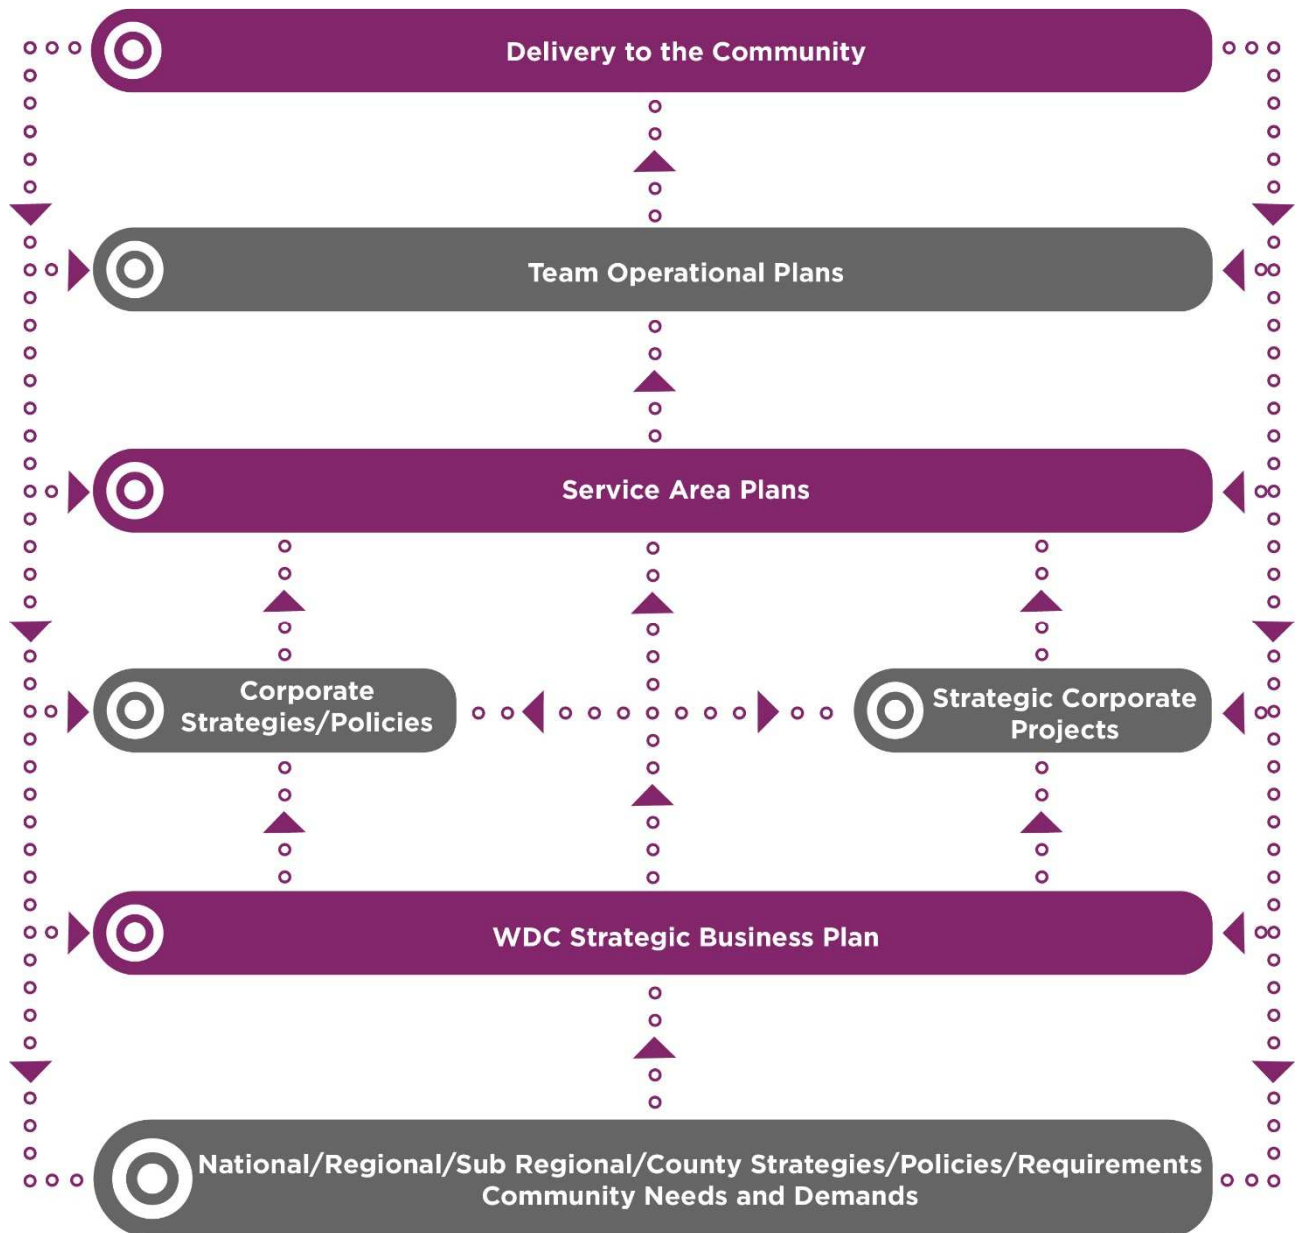 Delivery to the Community
Team Operational Plans
Service Area Plans
Corporate
Strategies/Policies
Strategic Corporate
Projects
WDC Strategic Business Plan
National/Regional/Sub Regional/County Strategies/Policies/Requirements
Community Needs and Demands